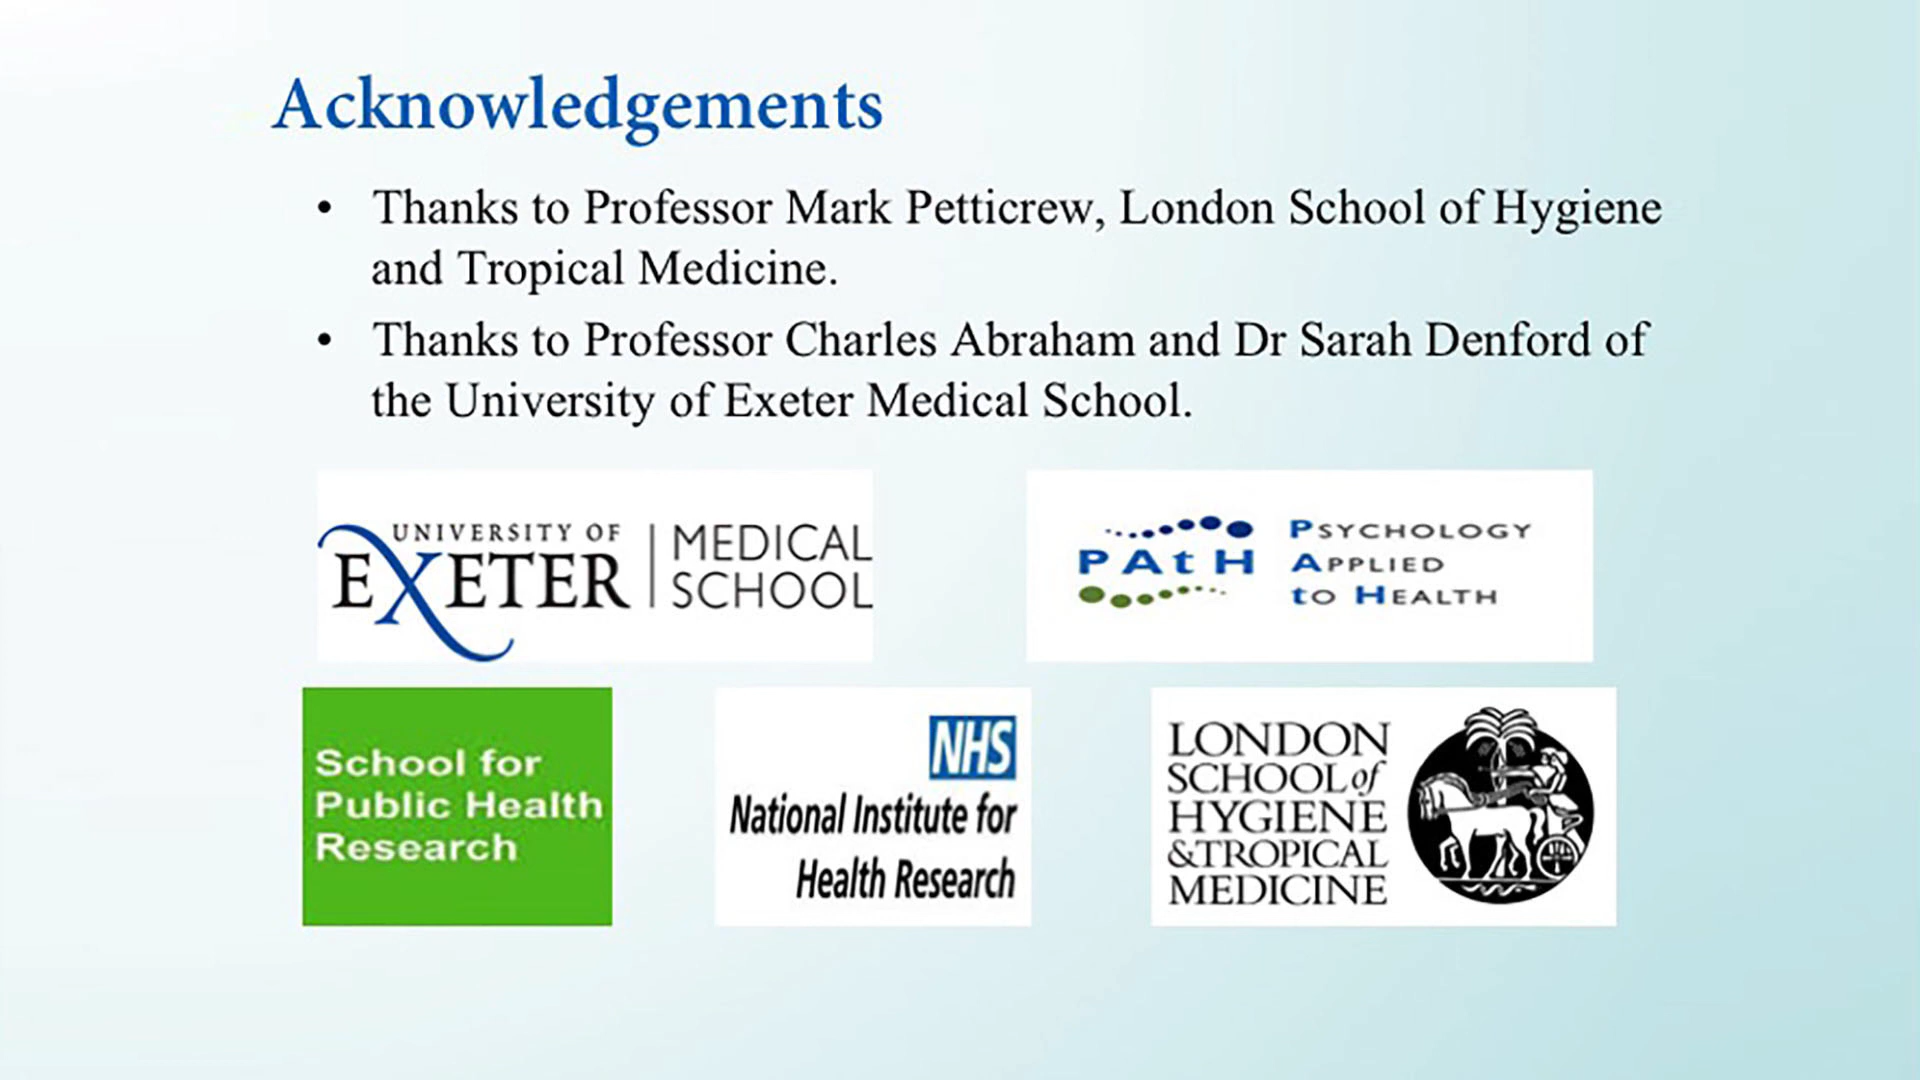 Acknowledgements
• Thanks to Professor Mark Petticrew, London School of Hygiene
and Tropical Medicine.
• Thanks to Professor Charles Abraham and Dr Sarah Denford of
the University of Exeter Medical School.
UNIVERSITY OF
EXETER
MEDICAL
SCHOOL
PAtH
PSYCHOLOGY
APPLIED
tO HEALTH
School for
Public Health
Research
NHS
National Institute for
Health Research
LONDON
SCHOOL of
HYGIENE
&TROPICAL
MEDICINE